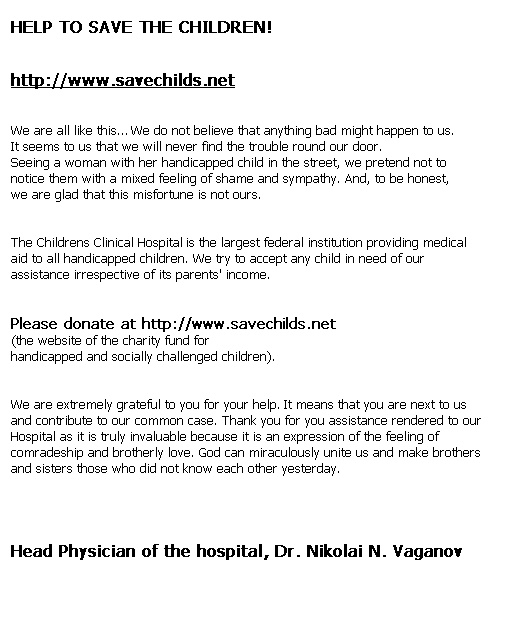 HELP TO SAVE THE CHILDREN!
http://www.savechilds.net
We are all like this... We do not believe that anything bad might happen to us.
It seems to us that we will never find the trouble round our door.
Seeing a woman with her handicapped child in the street, we pretend not to
notice them with a mixed feeling of shame and sympathy. And, to be honest,
we are glad that this misfortune is not ours.
The Childrens Clinical Hospital is the largest federal institution providing medical
aid to all handicapped children. We try to accept any child in need of our
assistance irrespective of its parents' income.
Please donate at http://www.savechilds.net
(the website of the charity fund for
handicapped and socially challenged children).
We are extremely grateful to you for your help. It means that you are next to us
and contribute to our common case. Thank you for you assistance rendered to our
Hospital as it is truly invaluable because it is an expression of the feeling of
comradeship and brotherly love. God can miraculously unite us and make brothers
and sisters those who did not know each other yesterday.
Head Physician of the hospital, Dr. Nikolai N. Vaganov